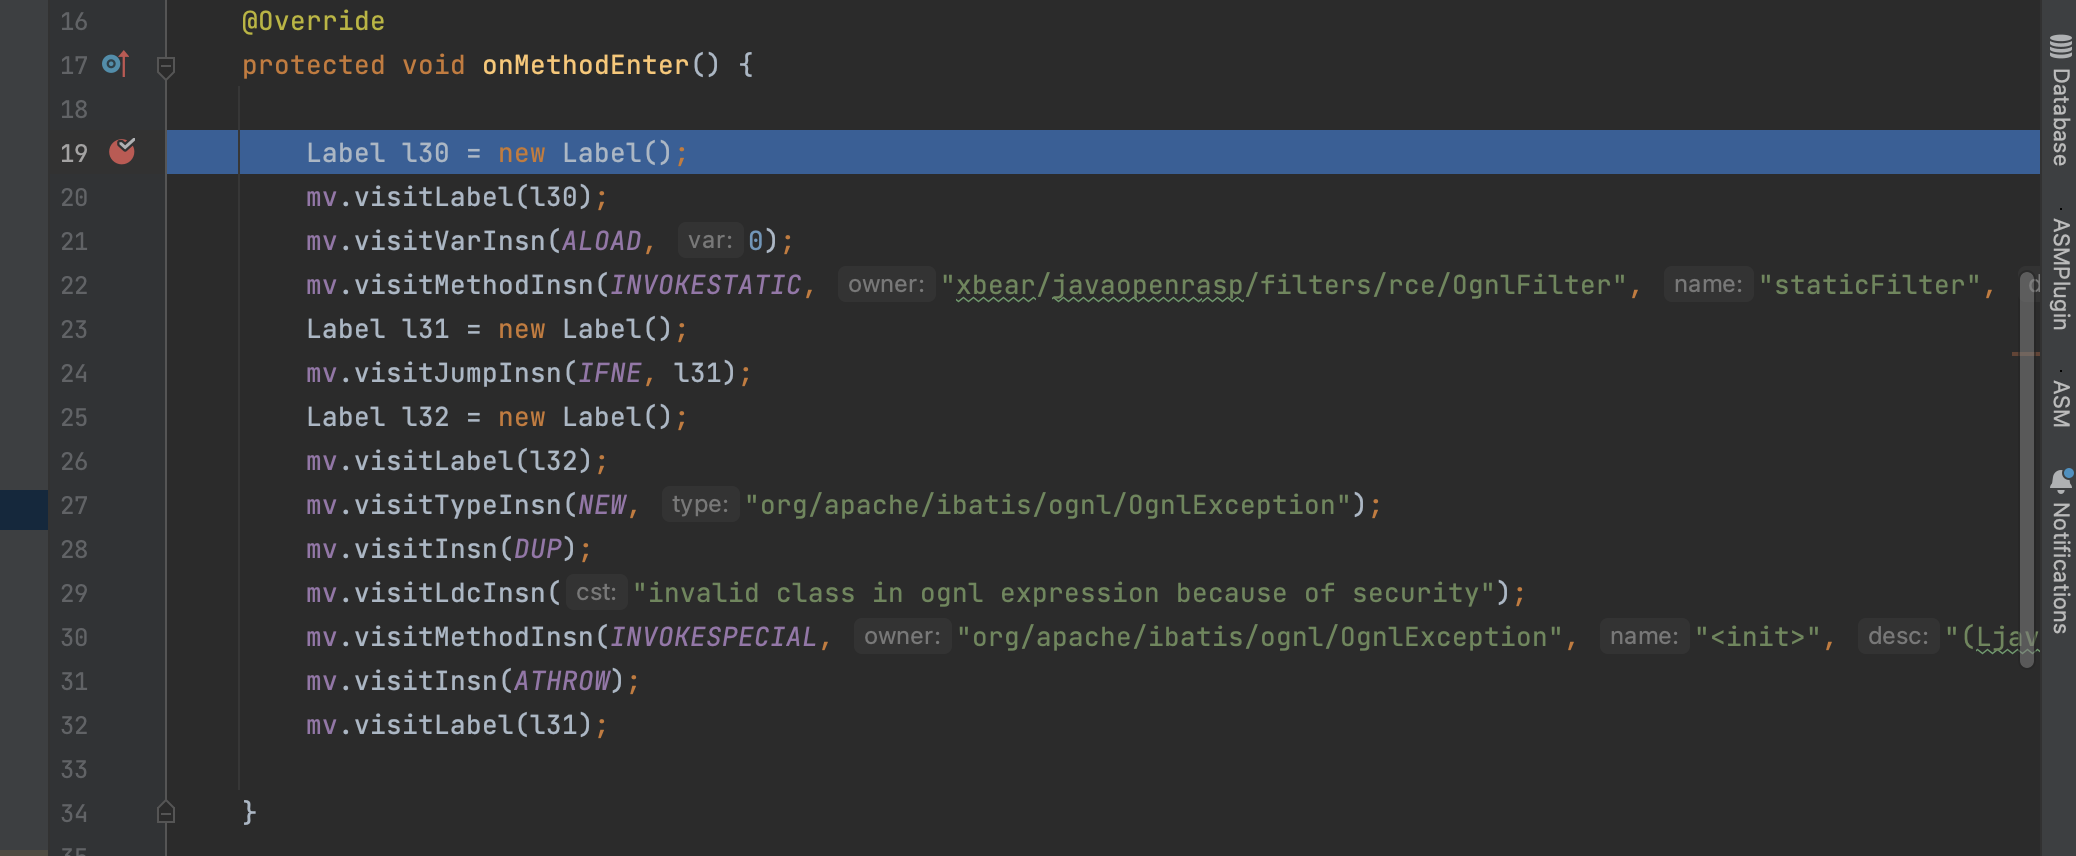 16 @Override
17 protected void onMethodEnter() {
18
19 Label l30 = new Label();
20 mv.visitLabel(l30);
21 mv.visitVarInsn(ALOAD, var: 0);
22 mv.visitMethodInsn(INVOKESTATIC, owner: "xbear/javaopenrasp/filters/rce/OgnlFilter", name: "staticFilter", d
23 Label l31 = new Label();
24 mv.visitJumpInsn(IFNE, l31);
25 Label l32 = new Label();
26 mv.visitLabel(l32);
27 mv.visitTypeInsn(NEW, type: "org/apache/ibatis/ognl/OgnlException");
28 mv.visitInsn(DUP);
29 mv.visitLdcInsn( cst: "invalid class in ognl expression because of security");
30 mv.visitMethodInsn(INVOKESPECIAL, owner: "org/apache/ibatis/ognl/OgnlException", name: "<init>", desc: "(Ljav
31 mv.visitInsn(ATHROW);
32 mv.visitLabel(l31);
33
34 }
35
Database
ASMPlugin
ASM
Notifications